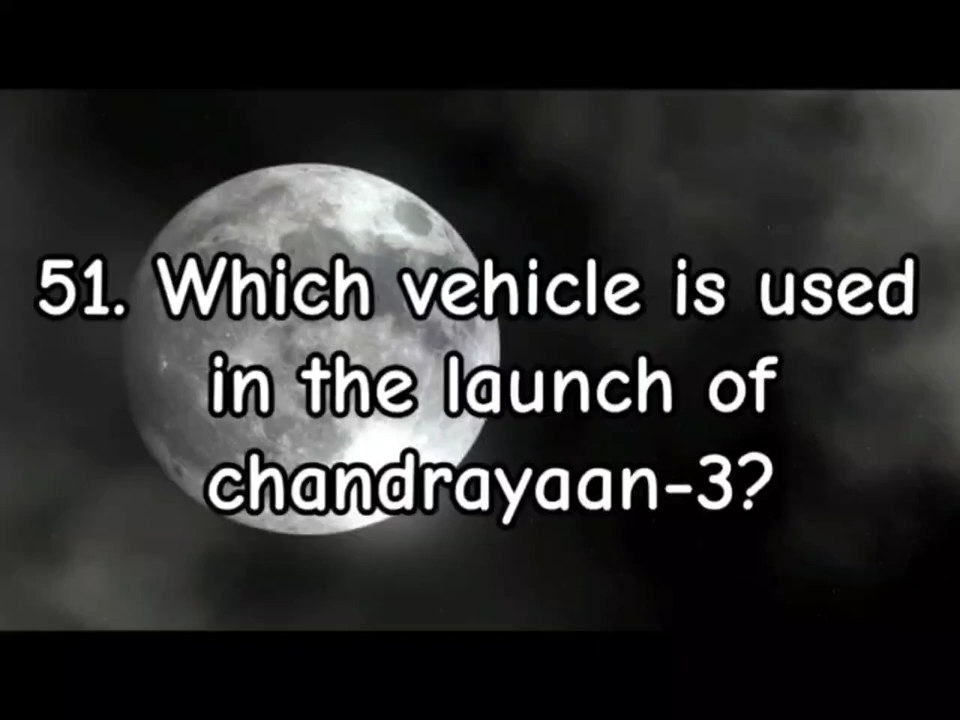 51. Which vehicle is used
in the launch of
chandrayaan-3?